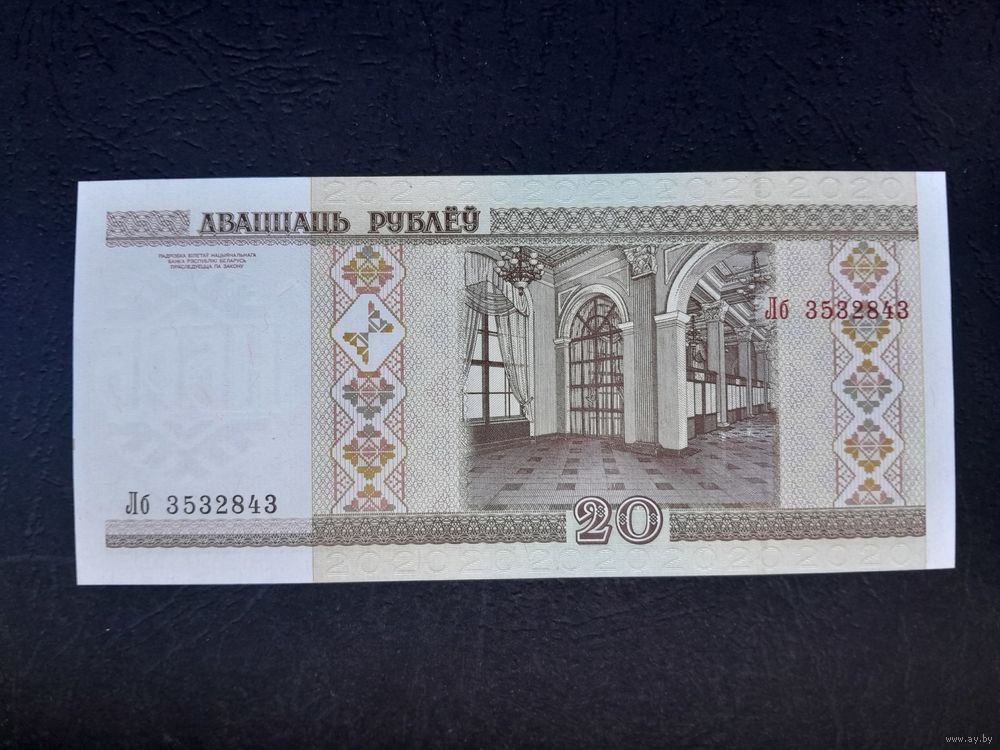 ДВАЦЦАЦЬ РУБЛЁЎ
ПАДРОБКА БІЛЕТАЎ НАЦЫЯНАЛЬНАГА
БАНКА РЭСПУБЛІКІ БЕЛАРУСЬ
ПРАСЛЕДУЕЦЦА ПА ЗАКОНУ
Лб 3532843
Лб 3532843
20
www.ay.by